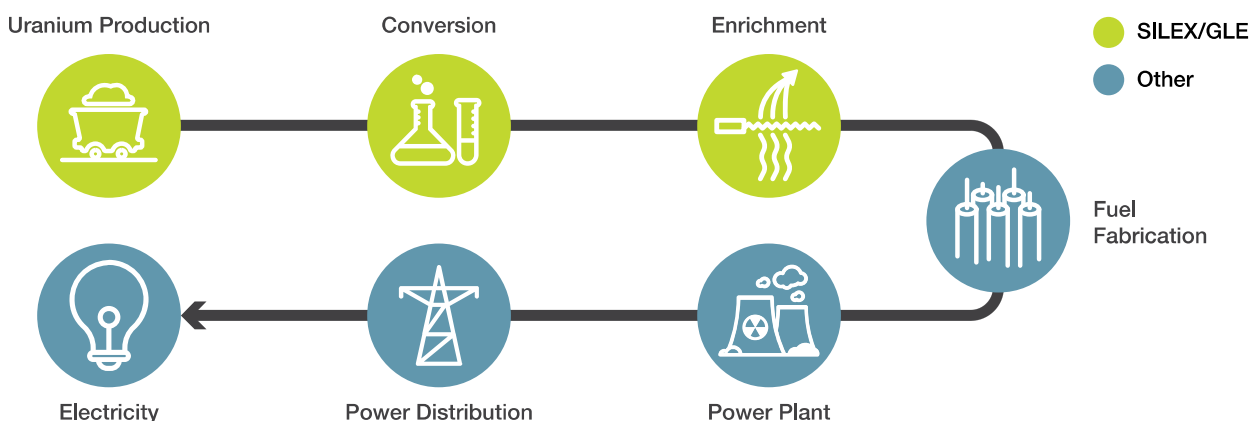 Uranium Production
Conversion
Enrichment
SILEX/GLE
Other
Fuel
Fabrication
Electricity
Power Distribution
Power Plant